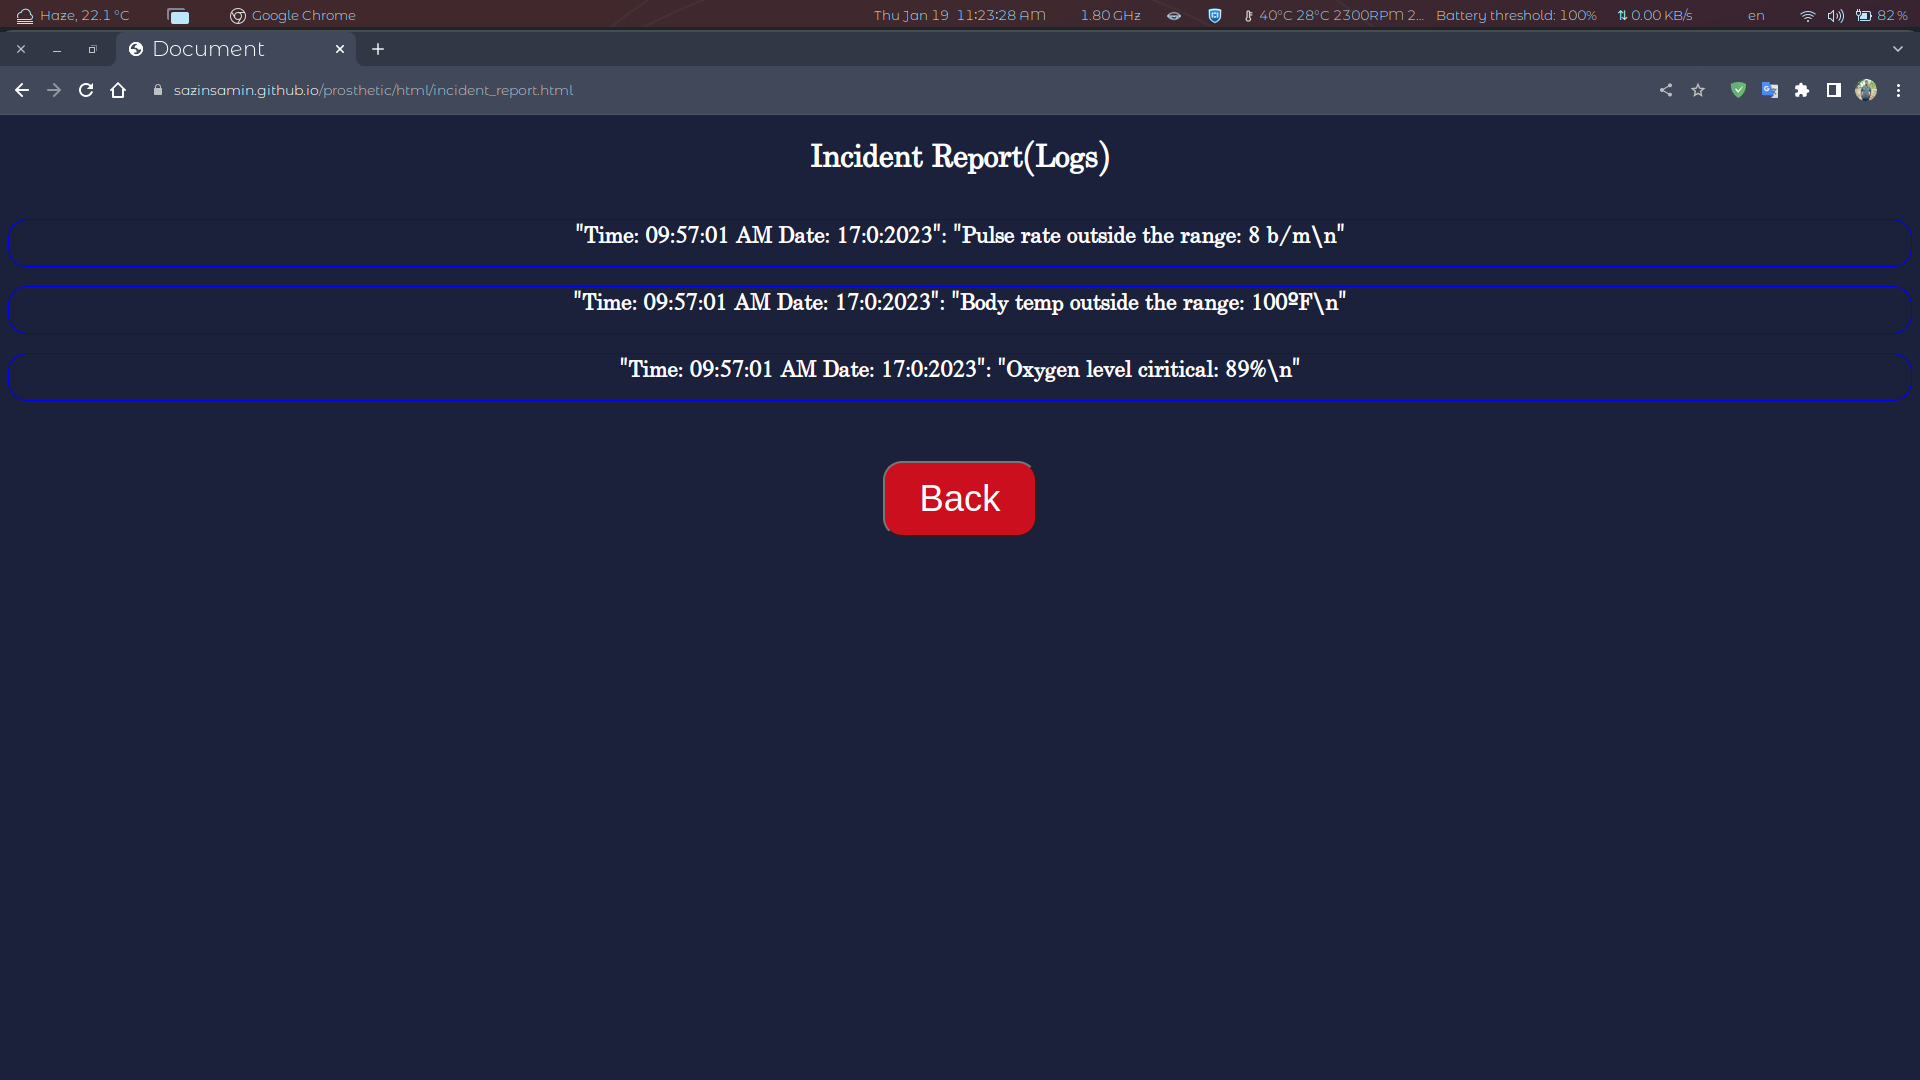 Haze, 22.1 °C
Google Chrome
Thu Jan 19 11:23:28 AM
1.80 GHz
40°C 28°C 2300RPM 2...
Battery threshold: 100%
⇅ 0.00 KB/s
en
82 %
Document
sazinsamin.github.io/prosthetic/html/incident_report.html
Incident Report(Logs)
"Time: 09:57:01 AM Date: 17:0:2023": "Pulse rate outside the range: 8 b/m\n"
"Time: 09:57:01 AM Date: 17:0:2023": "Body temp outside the range: 100ºF\n"
"Time: 09:57:01 AM Date: 17:0:2023": "Oxygen level ciritical: 89%\n"
Back